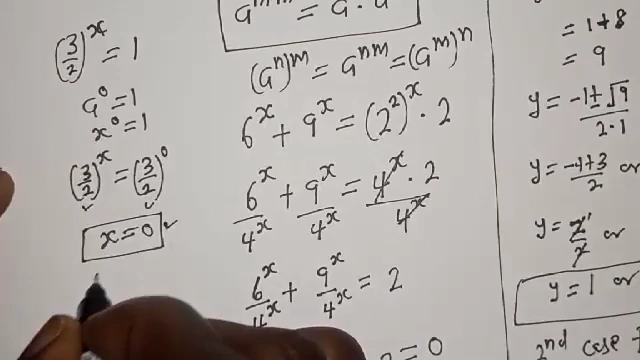 (3/2)^x = 1
a^0 = 1
x^0 = 1
(3/2)^x = (3/2)^0
x = 0
(a^n)^m = a^nm = (a^m)^n
6^x + 9^x = (2^2)^x · 2
6^x/4^x + 9^x/4^x = 4^x · 2/4^x
6^x/4^x + 9^x/4^x = 2
= 0
= 1+8
= 9
y = -1±√9/2·1
y = -1+3/2 or
y = 2/2 or
y = 1 or
2nd case